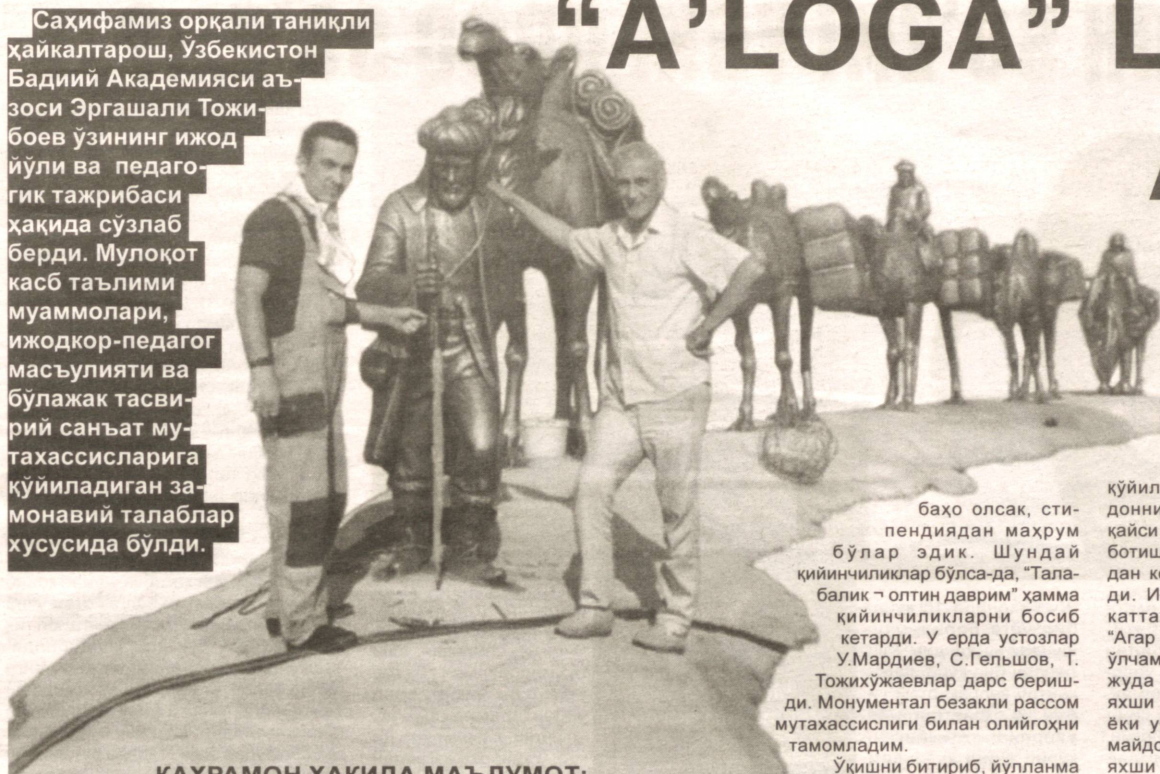 “A’LOGA” L
Саҳифамиз орқали таниқли
ҳайкалтарош, Ўзбекистон
Бадиий Академияси аъ-
зоси Эргашали Тожи-
боев ўзининг ижод
йўли ва педаго-
гик тажрибаси
ҳақида сўзлаб
берди. Мулоқот
касб таълими
муаммолари,
ижодкор-педагог
масъулияти ва
бўлажак тасви-
рий санъат му-
тахассисларига
қўйиладиган за-
монавий талаблар
хусусида бўлди.
баҳо олсак, сти-
пендиядан маҳрум
бўлар эдик. Шундай
қийинчиликлар бўлса-да, “Тала-
балик ¬ олтин даврим” ҳамма
қийинчиликларни босиб
кетарди. У ерда устозлар
У.Мардиев, С.Гельшов, Т.
Тожихўжаевлар дарс бериш-
ди. Монументал безакли рассом
мутахассислиги билан олийгоҳни
тамомладим.
Ўқишни битириб, йўлланма
қўйил
донни
қайси
ботиш
дан к
ди. И
катта
“Агар
ўлчам
жуда
яхши
ёки у
майдо
яхши
ҚАҲРАМОН ҲАҚИДА МАЪЛУМОТ: